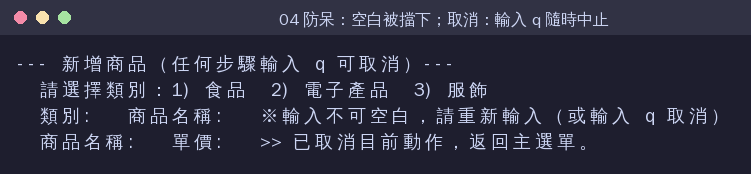 04 防呆：空白被擋下；取消：輸入 q 隨時中止
--- 新增商品（任何步驟輸入 q 可取消）---
請選擇類別：1) 食品 2) 電子產品 3) 服飾
類別: 商品名稱: ※輸入不可空白，請重新輸入（或輸入 q 取消）
商品名稱: 單價: >> 已取消目前動作，返回主選單。